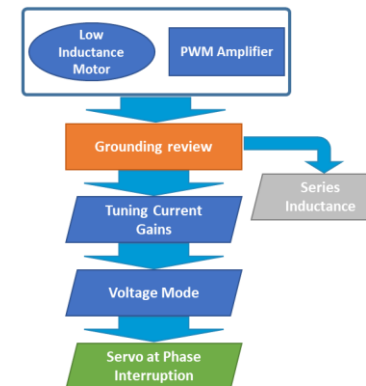 Low
Inductance
Motor
PWM Amplifier
Grounding review
Series
Inductance
Tuning Current
Gains
Voltage Mode
Servo at Phase
Interruption